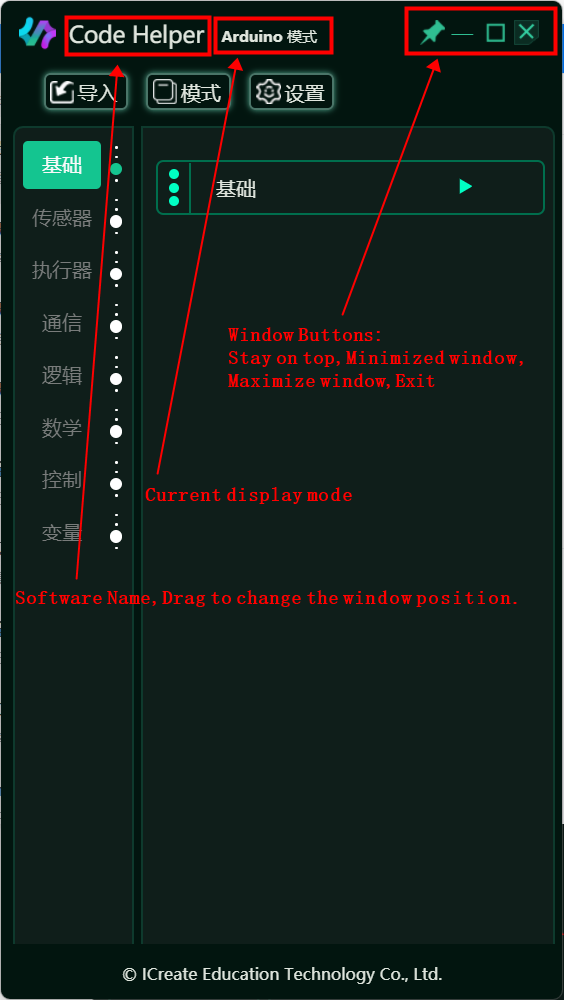 Code Helper
Arduino 模式
导入
模式
设置
基础
基础
传感器
执行器
通信
逻辑
数学
控制
变量
Window Buttons:
Stay on top, Minimized window,
Maximize window, Exit
Current display mode
Software Name, Drag to change the window position.
© ICreate Education Technology Co., Ltd.